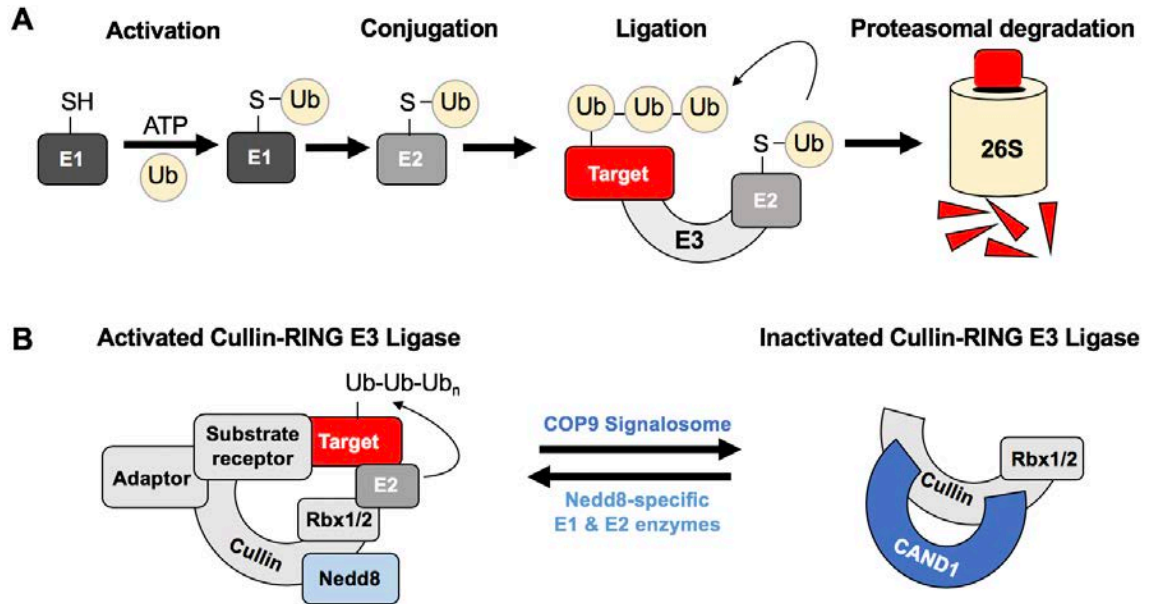 A
Activation
Conjugation
Ligation
Proteasomal degradation
SH
E1
ATP
Ub
S
Ub
E1
S
Ub
E2
Ub
Ub
Ub
Target
E3
S
Ub
E2
26S
B
Activated Cullin-RING E3 Ligase
Inactivated Cullin-RING E3 Ligase
Ub-Ub-Ubn
Substrate
receptor
Target
Adaptor
E2
Rbx1/2
Cullin
Nedd8
COP9 Signalosome
Nedd8-specific
E1 & E2 enzymes
Rbx1/2
Cullin
CAND1